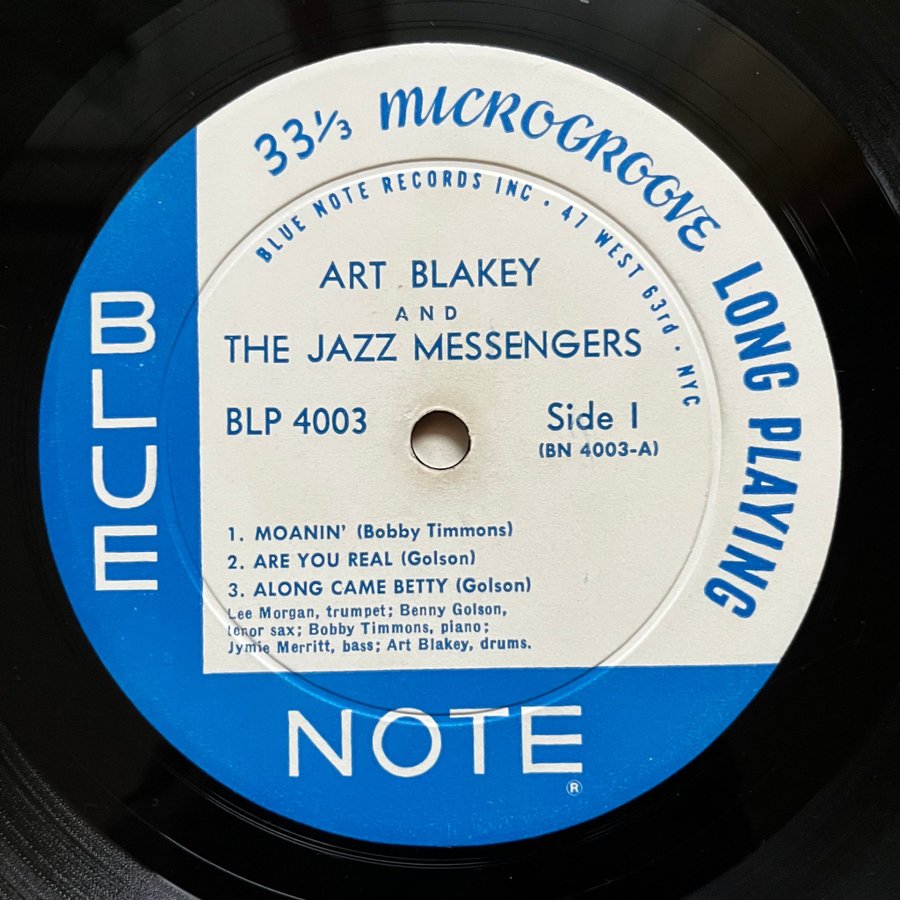 33⅓ MICROGROOVE LONG PLAYING
BLUE NOTE RECORDS INC • 47 WEST 63rd • NYC
ART BLAKEY
AND
THE JAZZ MESSENGERS
BLP 4003
Side 1
(BN 4003-A)
1. MOANIN' (Bobby Timmons)
2. ARE YOU REAL (Golson)
3. ALONG CAME BETTY (Golson)
Lee Morgan, trumpet; Benny Golson,
tenor sax; Bobby Timmons, piano;
Jymie Merritt, bass; Art Blakey, drums.
BLUE
NOTE
®